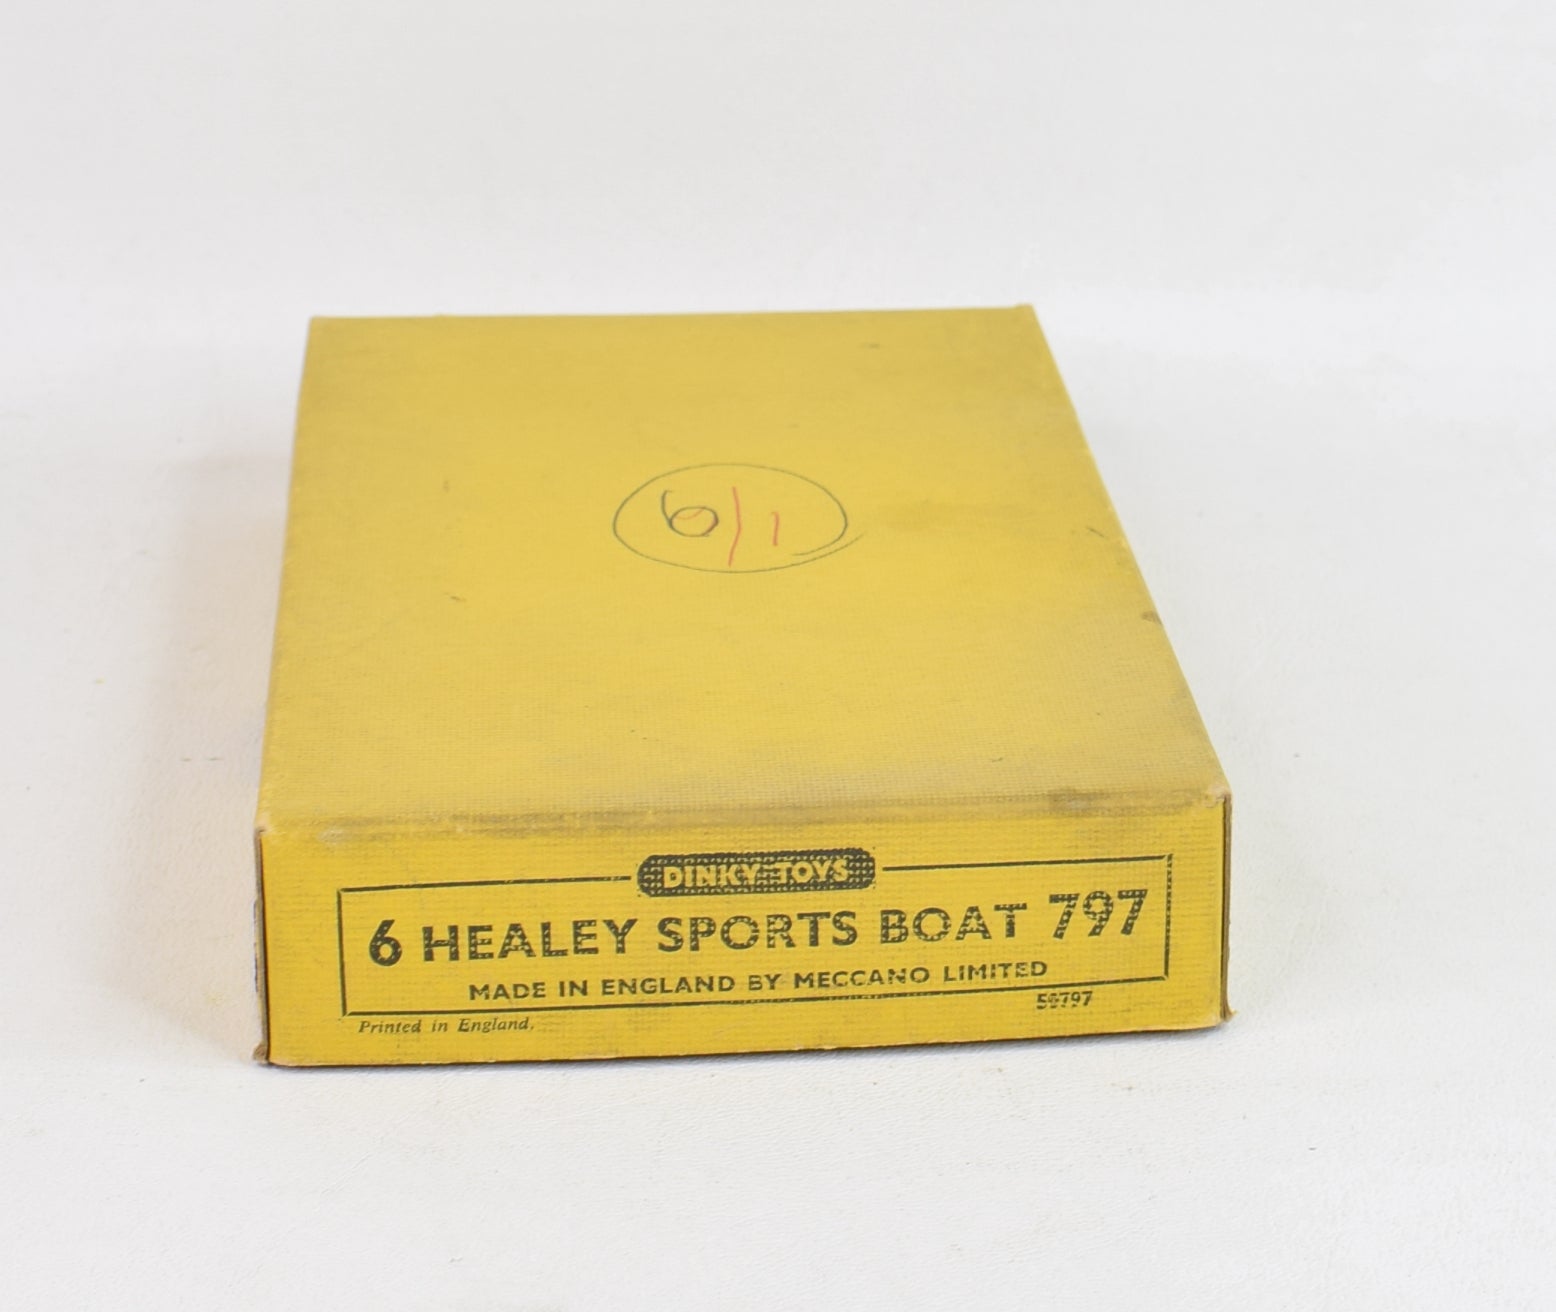 6/1
DINKY TOYS
6 HEALEY SPORTS BOAT 797
MADE IN ENGLAND BY MECCANO LIMITED
50797
Printed in England.